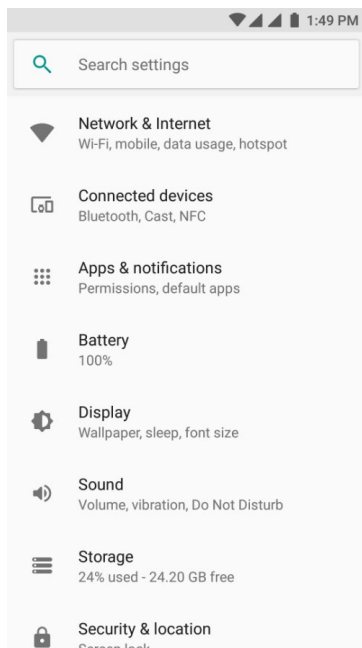 1:49 PM
Search settings
Network & Internet
Wi-Fi, mobile, data usage, hotspot
Connected devices
Bluetooth, Cast, NFC
Apps & notifications
Permissions, default apps
Battery
100%
Display
Wallpaper, sleep, font size
Sound
Volume, vibration, Do Not Disturb
Storage
24% used - 24.20 GB free
Security & location
Screen lock